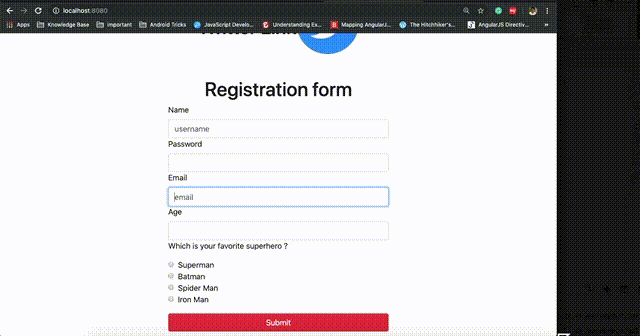 localhost:8080
Apps Knowledge Base Important Android Tricks JavaScript Develo... Understanding Ex... Mapping AngularJ... The Hitchhiker's... AngularJS Directiv...
Registration form
Name
username
Password
Email
email
Age
Which is your favorite superhero ?
Superman
Batman
Spider Man
Iron Man
Submit